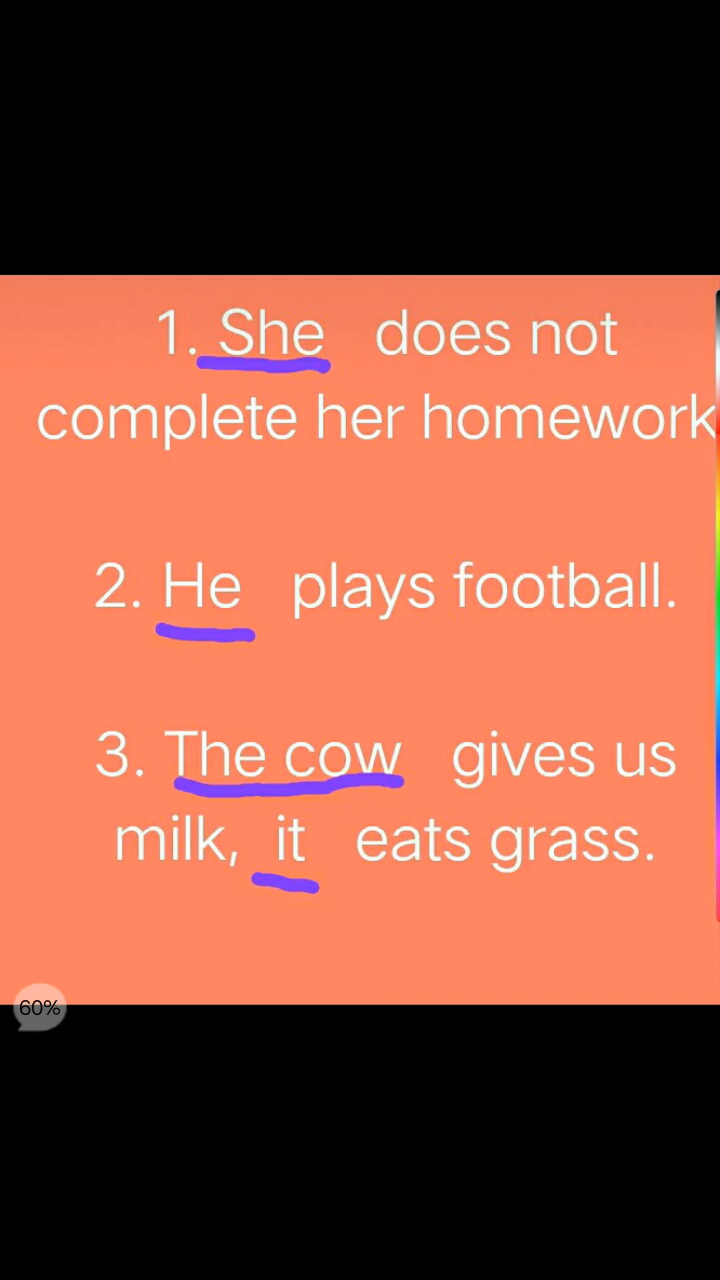 1. She does not
complete her homework
2. He plays football.
3. The cow gives us
milk, it eats grass.
60%